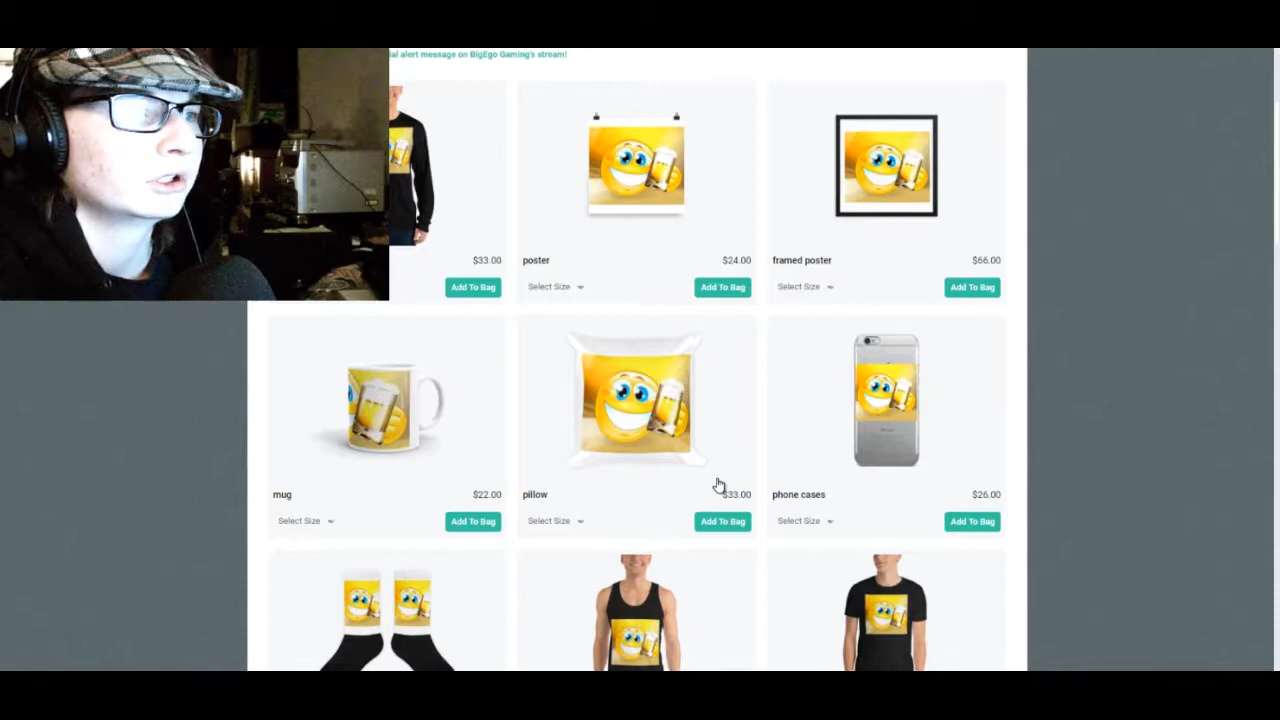 ial alert message on BigEgo Gaming's stream!
$33.00
poster $24.00
framed poster $66.00
Add To Bag
Select Size Add To Bag
Select Size Add To Bag
mug $22.00
pillow $33.00
phone cases $26.00
Select Size Add To Bag
Select Size Add To Bag
Select Size Add To Bag